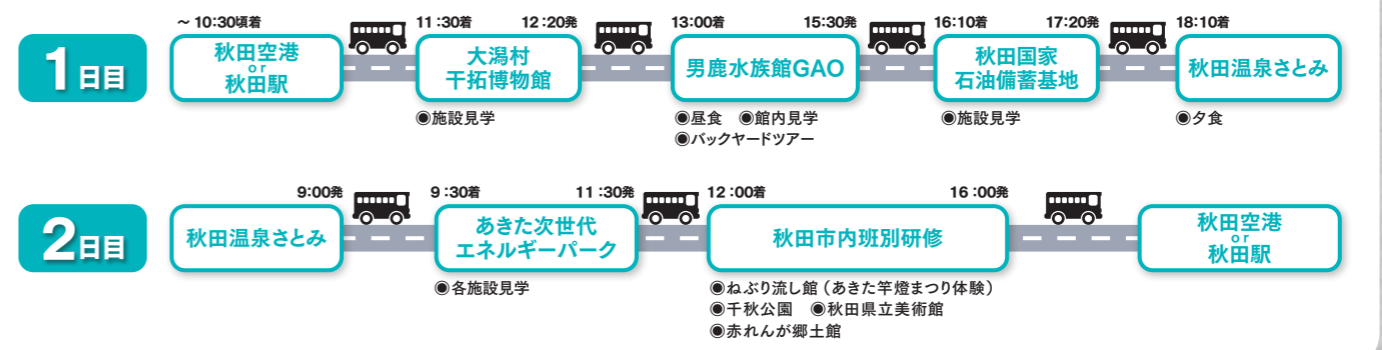 1日目
〜10:30頃着
秋田空港
or
秋田駅
11:30着 12:20発
大潟村
干拓博物館
◉施設見学
13:00着 15:30発
男鹿水族館GAO
◉昼食 ◉館内見学
◉バックヤードツアー
16:10着 17:20発
秋田国家
石油備蓄基地
◉施設見学
18:10着
秋田温泉さとみ
◉夕食
2日目
9:00発
秋田温泉さとみ
9:30着 11:30発
あきた次世代
エネルギーパーク
◉各施設見学
12:00着 16:00発
秋田市内班別研修
◉ねぶり流し館（あきた竿燈まつり体験）
◉千秋公園 ◉秋田県立美術館
◉赤れんが郷土館
秋田空港
or
秋田駅